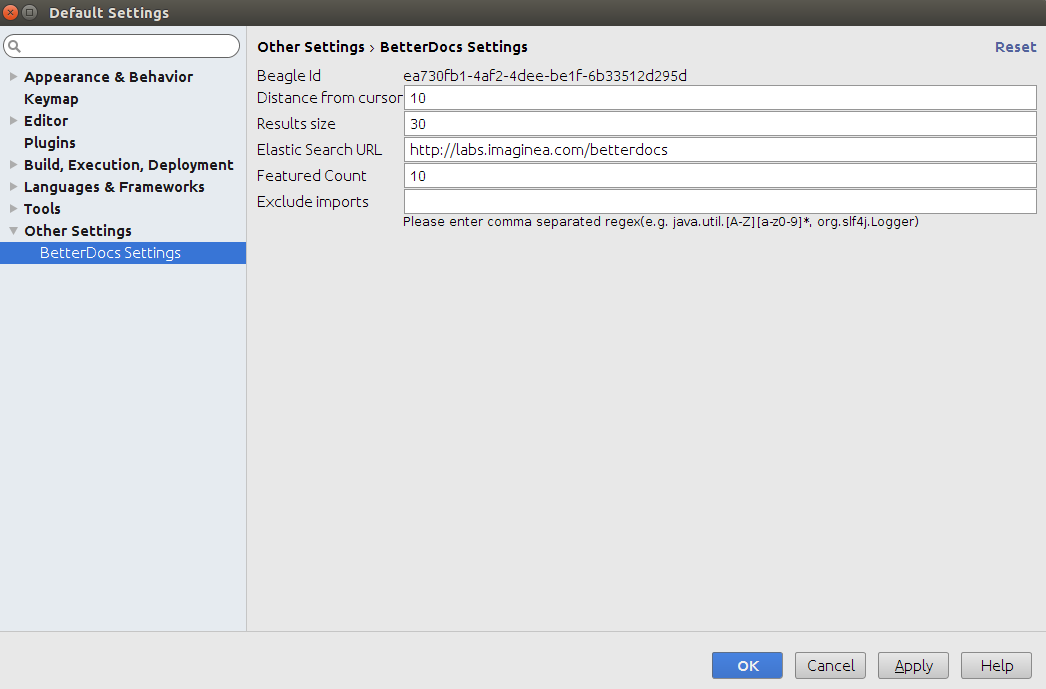 Default Settings
Appearance & Behavior
Keymap
Editor
Plugins
Build, Execution, Deployment
Languages & Frameworks
Tools
Other Settings
BetterDocs Settings
Other Settings › BetterDocs Settings
Reset
Beagle Id ea730fb1-4af2-4dee-be1f-6b33512d295d
Distance from cursor 10
Results size 30
Elastic Search URL http://labs.imaginea.com/betterdocs
Featured Count 10
Exclude imports
Please enter comma separated regex(e.g. java.util.[A-Z][a-z0-9]*, org.slf4j.Logger)
OK Cancel Apply Help